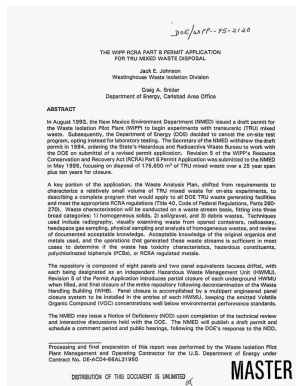 DOE/WIPP--95-2120
THE WIPP RCRA PART B PERMIT APPLICATION
FOR TRU MIXED WASTE DISPOSAL
Jack E. Johnson
Westinghouse Waste Isolation Division
Craig A. Snider
Department of Energy, Carlsbad Area Office
ABSTRACT
In August 1993, the New Mexico Environment Department (NMED) issued a draft permit for
the Waste Isolation Pilot Plant (WIPP) to begin experiments with transuranic (TRU) mixed
waste. Subsequently, the Department of Energy (DOE) decided to cancel the on-site test
program, opting instead for laboratory testing. The Secretary of the NMED withdrew the draft
permit in 1994, ordering the State's Hazardous and Radioactive Waste Bureau to work with
the DOE on submittal of a revised permit application. Revision 5 of the WIPP's Resource
Conservation and Recovery Act (RCRA) Part B Permit Application was submitted to the NMED
in May 1995, focusing on disposal of 175,600 m³ of TRU mixed waste over a 25 year span
plus ten years for closure.
A key portion of the application, the Waste Analysis Plan, shifted from requirements to
characterize a relatively small volume of TRU mixed waste for on-site experiments, to
describing a complete program that would apply to all DOE TRU waste generating facilities
and meet the appropriate RCRA regulations (Title 40, Code of Federal Regulations, Parts 260-
270). Waste characterization will be conducted on a waste stream basis, fitting into three
broad categories: 1) homogeneous solids, 2) soil/gravel, and 3) debris wastes. Techniques
used include radiography, visually examining waste from opened containers, radioassay,
headspace gas sampling, physical sampling and analysis of homogeneous wastes, and review
of documented acceptable knowledge. Acceptable knowledge of the original organics and
metals used, and the operations that generated these waste streams is sufficient in most
cases to determine if the waste has toxicity characteristics, hazardous constituents,
polychlorinated biphenyls (PCBs), or RCRA regulated metals.
The repository is composed of eight panels and two panel equivalents (access drifts), with
each being designated as an independent Hazardous Waste Management Unit (HWMU).
Revision 5 of the Permit Application introduces partial closure of each underground HWMU
when filled, and final closure of the entire repository following decontamination of the Waste
Handling Building (WHB). Panel closure is accomplished by a multipart engineered panel
closure system to be installed in the entries of each HWMU, keeping the emitted Volatile
Organic Compound (VOC) concentrations well below environmental performance standards.
The NMED may issue a Notice of Deficiency (NOD) upon completion of the technical review
and interactive discussions held with the DOE. The NMED will publish a draft permit and
schedule a comment period and public hearings, following the DOE's response to the NOD.
Processing and final preparation of this report was performed by the Waste Isolation Pilot
Plant Management and Operating Contractor for the U.S. Department of Energy under
Contract No. DE-AC04-86AL31950
DISTRIBUTION OF THIS DOCUMENT IS UNLIMITED
MASTER